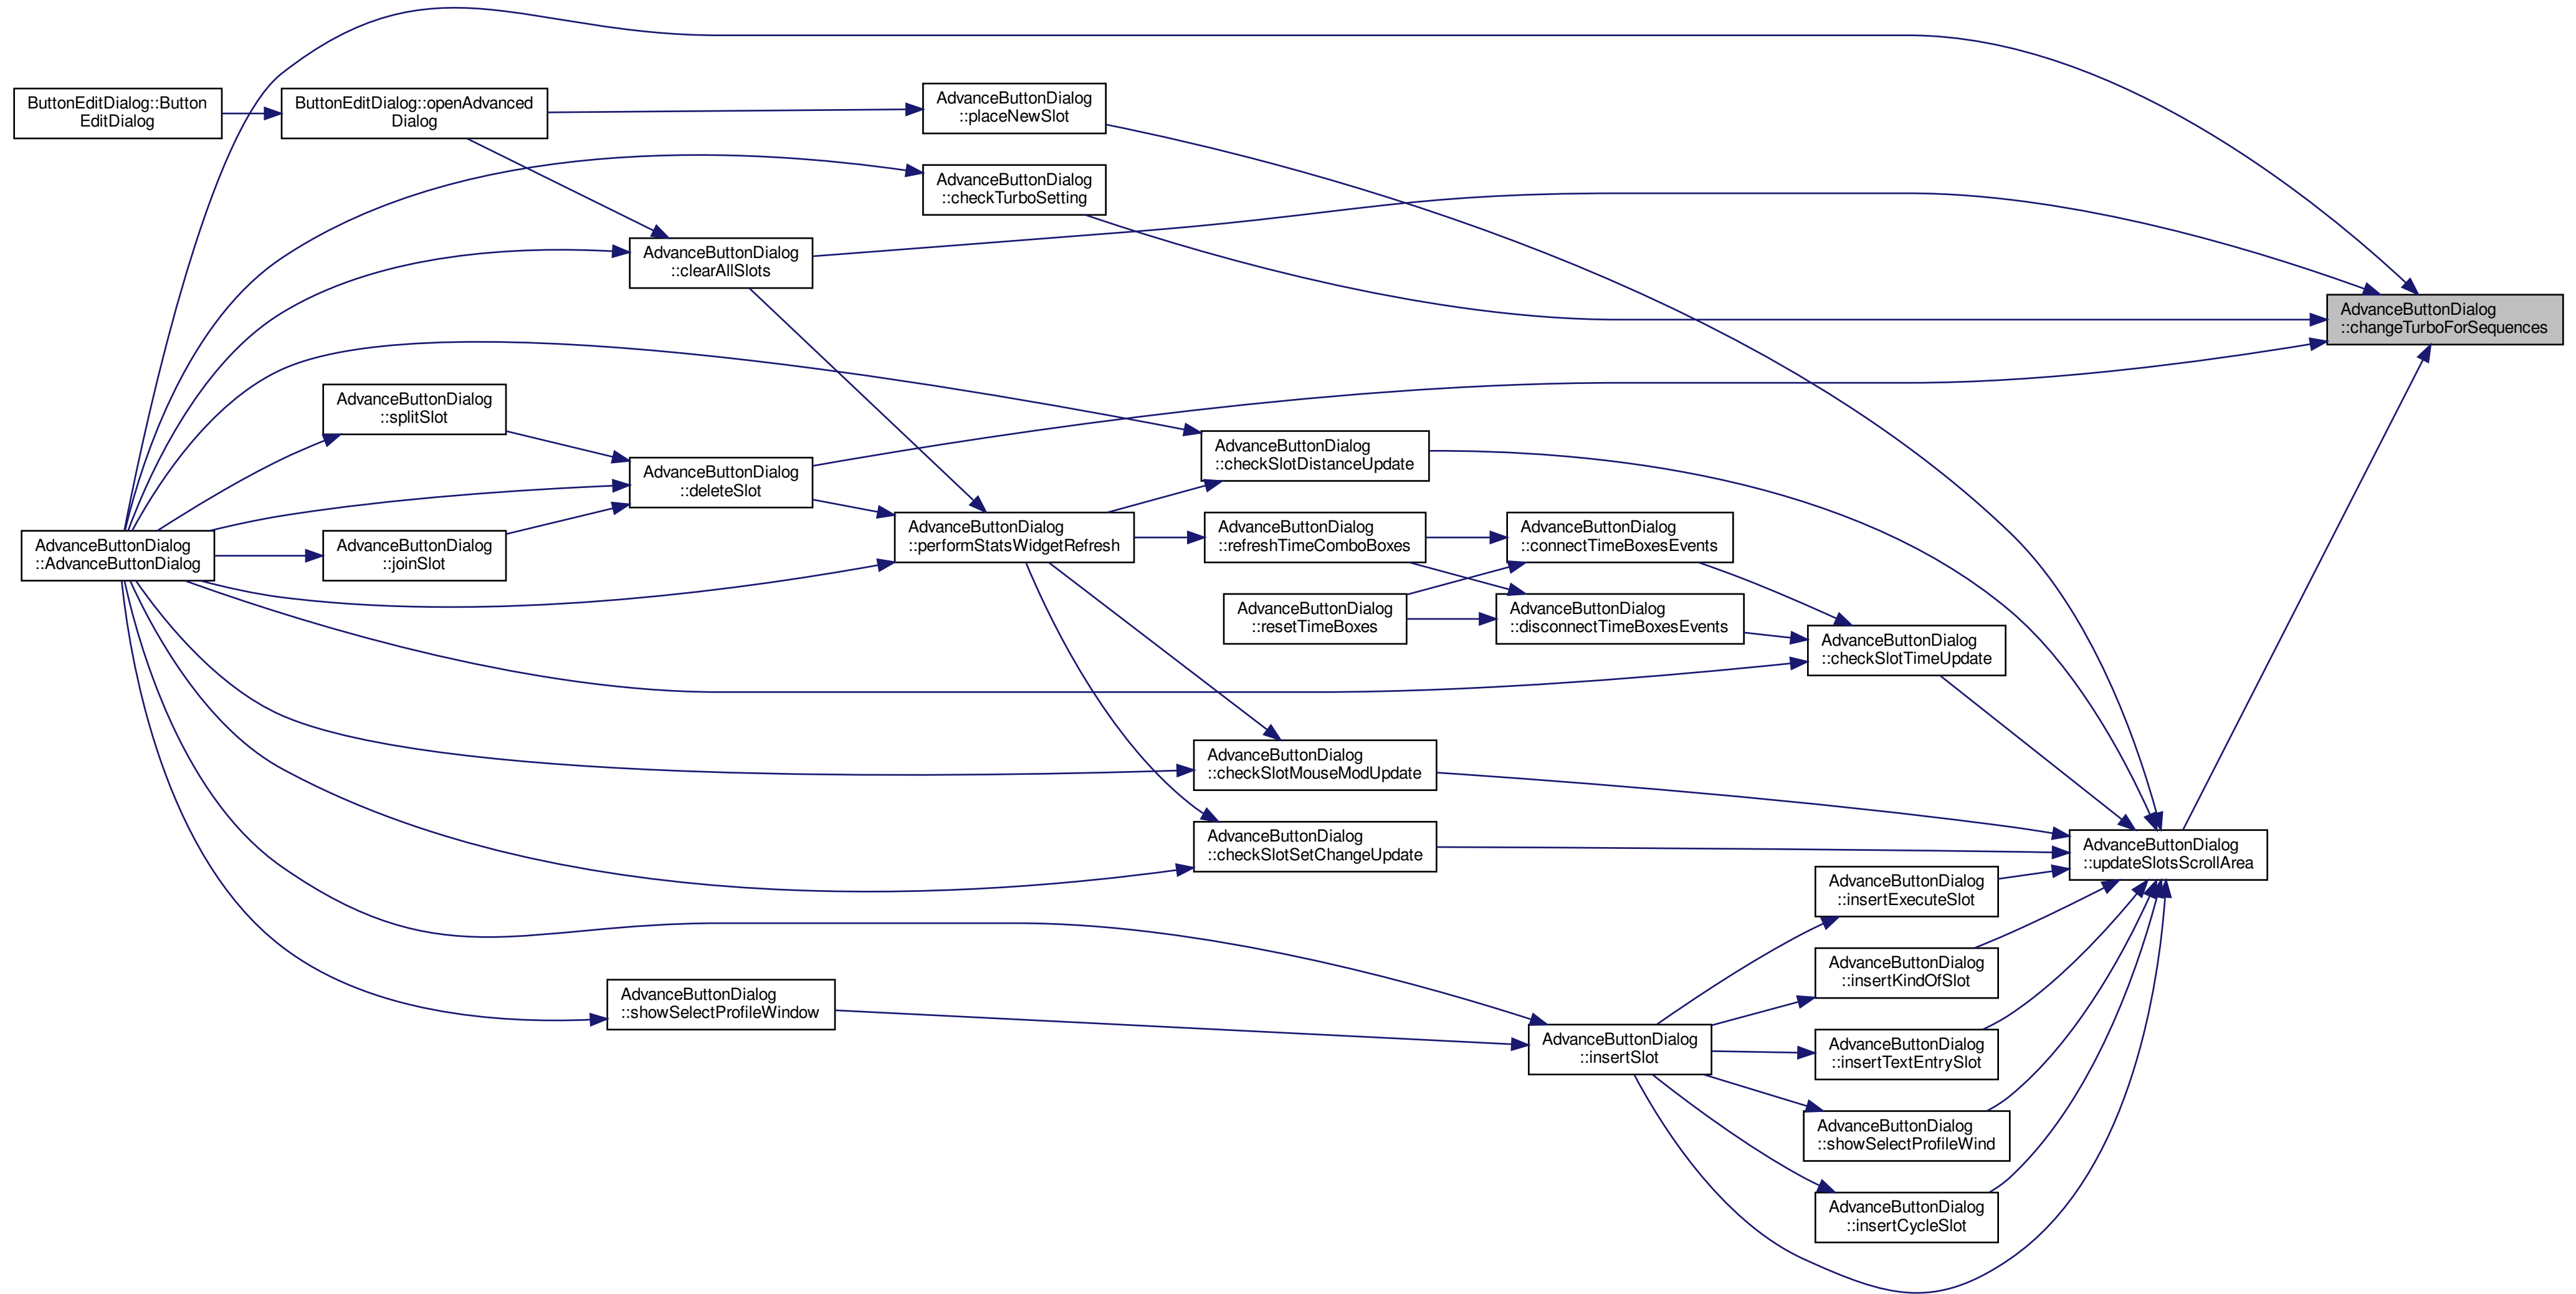 ButtonEditDialog::Button
EditDialog
ButtonEditDialog::openAdvanced
Dialog
AdvanceButtonDialog
::placeNewSlot
AdvanceButtonDialog
::checkTurboSetting
AdvanceButtonDialog
::clearAllSlots
AdvanceButtonDialog
::changeTurboForSequences
AdvanceButtonDialog
::splitSlot
AdvanceButtonDialog
::checkSlotDistanceUpdate
AdvanceButtonDialog
::deleteSlot
AdvanceButtonDialog
::performStatsWidgetRefresh
AdvanceButtonDialog
::refreshTimeComboBoxes
AdvanceButtonDialog
::connectTimeBoxesEvents
AdvanceButtonDialog
::AdvanceButtonDialog
AdvanceButtonDialog
::joinSlot
AdvanceButtonDialog
::resetTimeBoxes
AdvanceButtonDialog
::disconnectTimeBoxesEvents
AdvanceButtonDialog
::checkSlotTimeUpdate
AdvanceButtonDialog
::checkSlotMouseModUpdate
AdvanceButtonDialog
::checkSlotSetChangeUpdate
AdvanceButtonDialog
::updateSlotsScrollArea
AdvanceButtonDialog
::insertExecuteSlot
AdvanceButtonDialog
::insertKindOfSlot
AdvanceButtonDialog
::showSelectProfileWindow
AdvanceButtonDialog
::insertSlot
AdvanceButtonDialog
::insertTextEntrySlot
AdvanceButtonDialog
::showSelectProfileWind
AdvanceButtonDialog
::insertCycleSlot